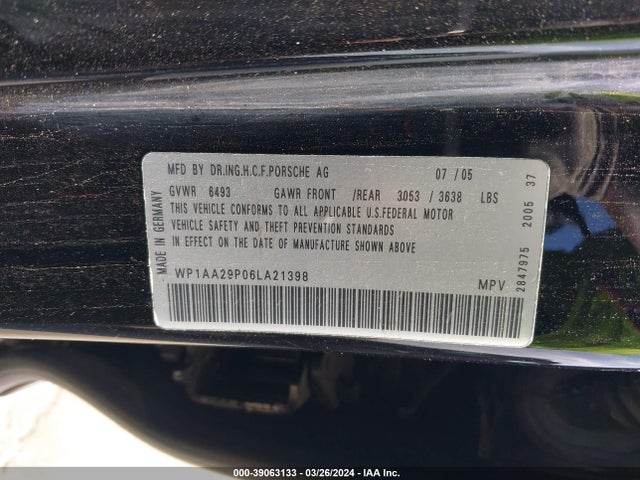 MFD BY DR.ING.H.C.F.PORSCHE AG 07 / 05
GVWR 6493 GAWR FRONT /REAR 3053 / 3638 LBS
THIS VEHICLE CONFORMS TO ALL APPLICABLE U.S.FEDERAL MOTOR
VEHICLE SAFETY AND THEFT PREVENTION STANDARDS
IN EFFECT ON THE DATE OF MANUFACTURE SHOWN ABOVE
WP1AA29P06LA21398 MPV
MADE IN GERMANY
2847975 2005 37
000-39063133 - 03/26/2024 - IAA Inc.